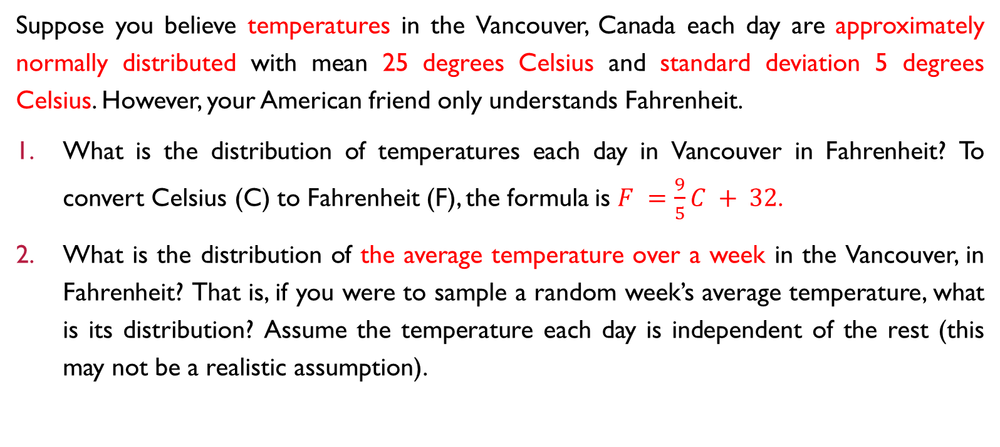 Suppose you believe temperatures in the Vancouver, Canada each day are approximately
normally distributed with mean 25 degrees Celsius and standard deviation 5 degrees
Celsius. However, your American friend only understands Fahrenheit.
1. What is the distribution of temperatures each day in Vancouver in Fahrenheit? To
convert Celsius (C) to Fahrenheit (F), the formula is F = 9/5 C + 32.
2. What is the distribution of the average temperature over a week in the Vancouver, in
Fahrenheit? That is, if you were to sample a random week’s average temperature, what
is its distribution? Assume the temperature each day is independent of the rest (this
may not be a realistic assumption).